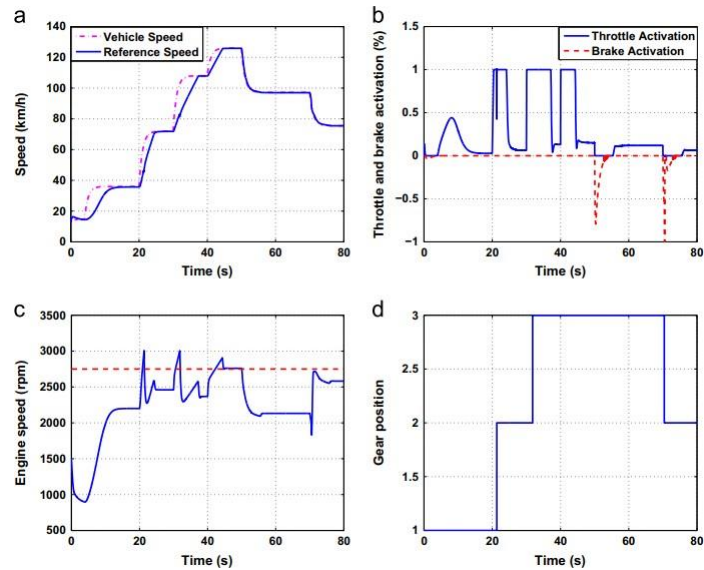 a
Vehicle Speed
Reference Speed
140
120
100
80
60
40
20
0
0 20 40 60 80
Speed (km/h)
Time (s)
b
Throttle Activation
Brake Activation
1.5
1
0.5
0
−0.5
−1
0 20 40 60 80
Throttle and brake activation (%)
Time (s)
c
3500
3000
2500
2000
1500
1000
500
0 20 40 60 80
Engine speed (rpm)
Time (s)
d
3
2.5
2
1.5
1
0 20 40 60 80
Gear position
Time (s)